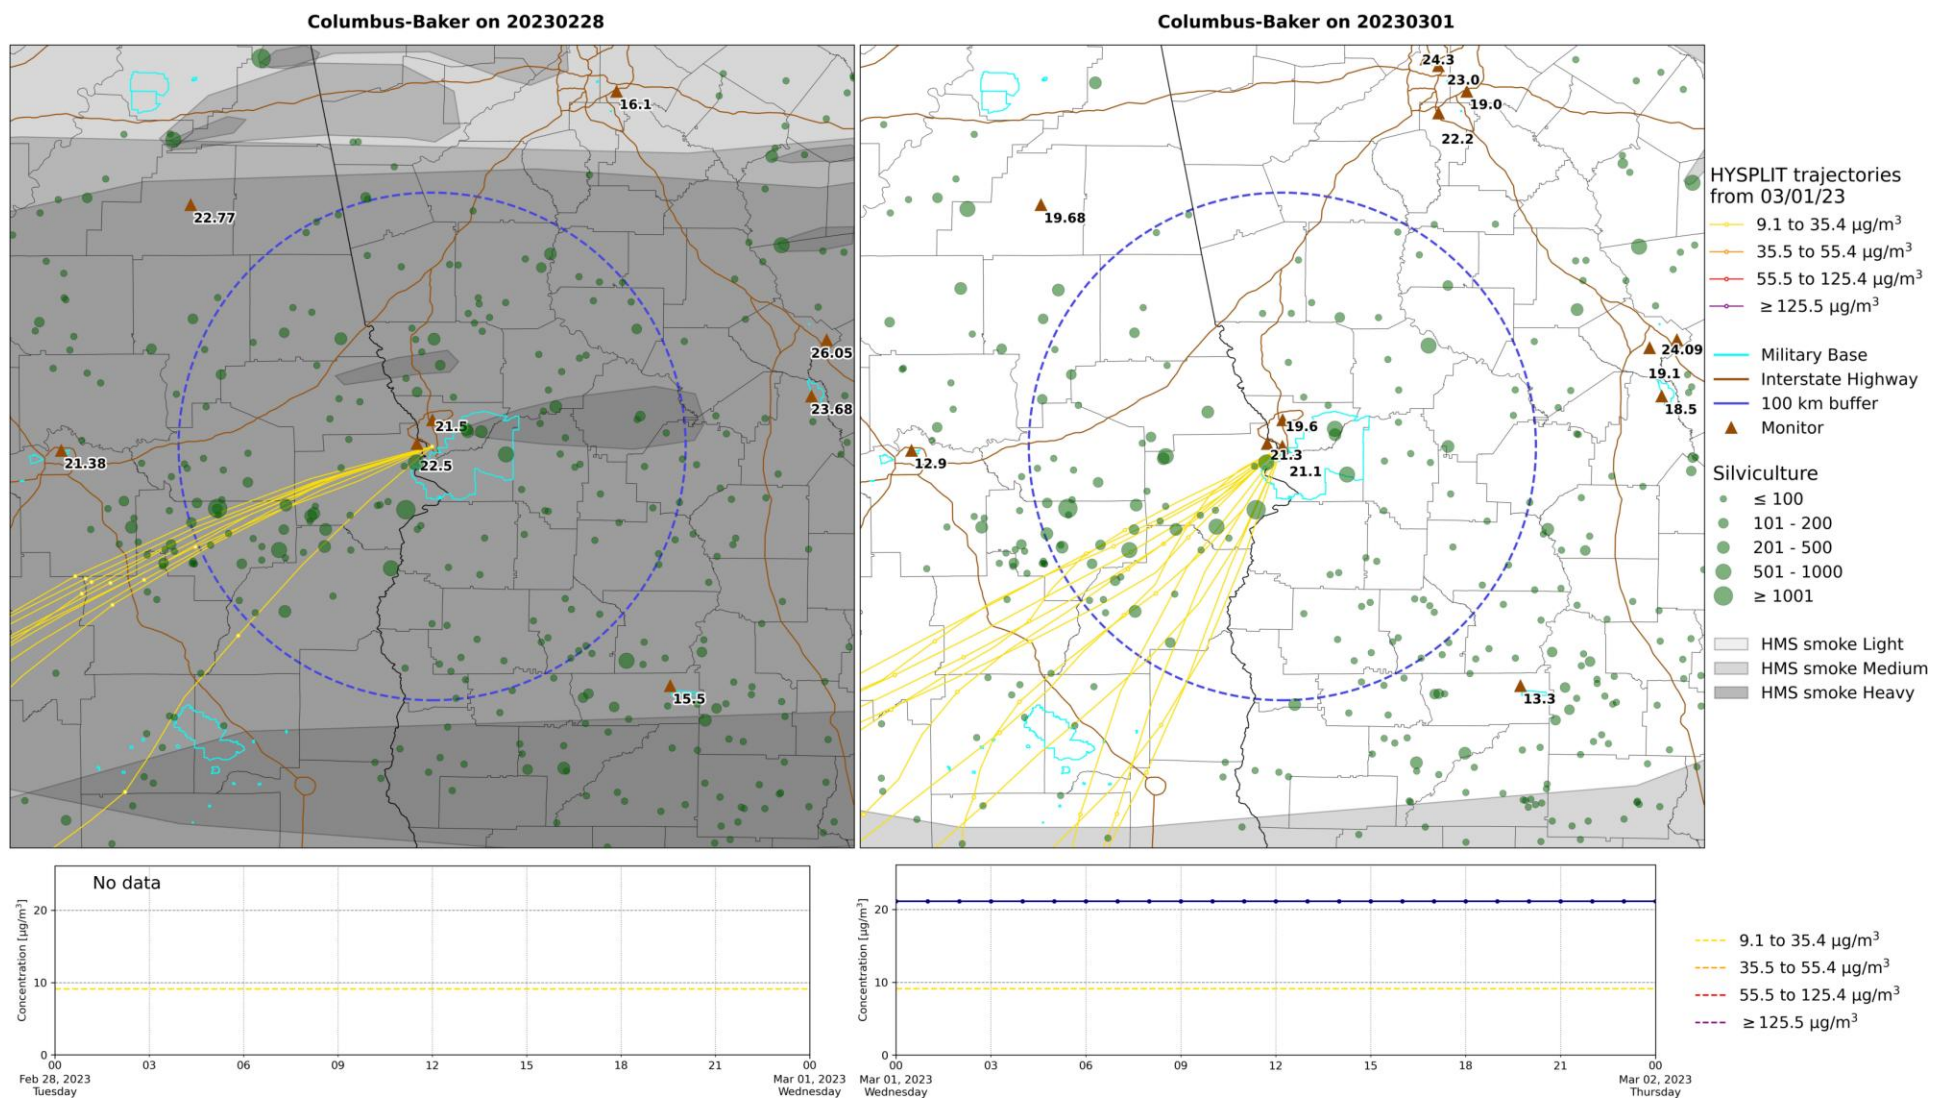 Columbus-Baker on 20230228
16.1
22.77
26.05
23.68
21.5
21.38
22.5
15.5
Columbus-Baker on 20230301
24.3
23.0
19.0
22.2
19.68
24.09
19.1
18.5
19.6
12.9
21.3
21.1
13.3
HYSPLIT trajectories
from 03/01/23
9.1 to 35.4 µg/m³
35.5 to 55.4 µg/m³
55.5 to 125.4 µg/m³
≥ 125.5 µg/m³
Military Base
Interstate Highway
100 km buffer
Monitor
Silviculture
≤ 100
101 - 200
201 - 500
501 - 1000
≥ 1001
HMS smoke Light
HMS smoke Medium
HMS smoke Heavy
No data
Concentration [µg/m³]
20
10
0
00 03 06 09 12 15 18 21 00
Feb 28, 2023 Mar 01, 2023
Tuesday Wednesday
Concentration [µg/m³]
20
10
0
00 03 06 09 12 15 18 21 00
Mar 01, 2023 Mar 02, 2023
Wednesday Thursday
9.1 to 35.4 µg/m³
35.5 to 55.4 µg/m³
55.5 to 125.4 µg/m³
≥ 125.5 µg/m³